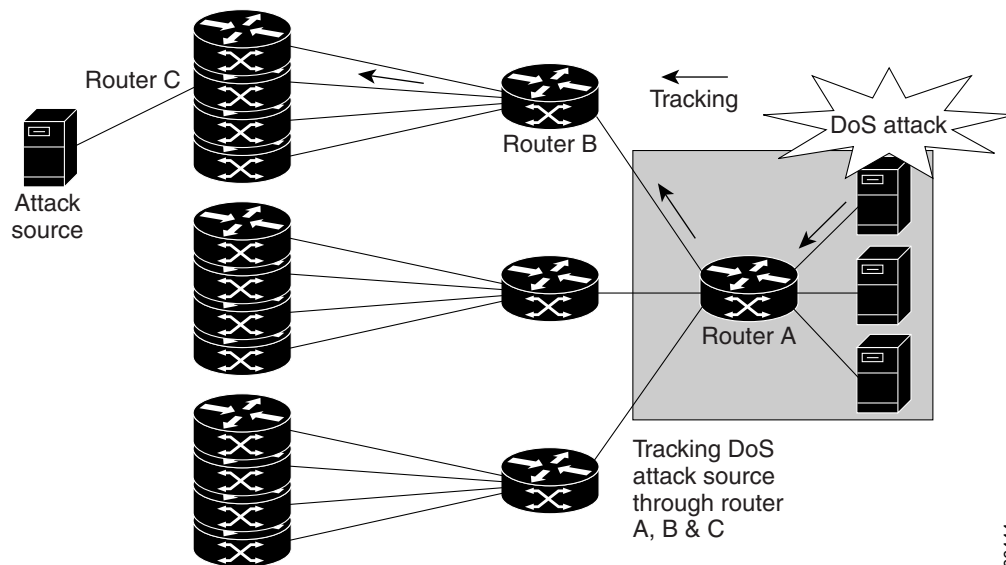 Router C
Tracking
DoS attack
Router B
Attack
source
Router A
Tracking DoS
attack source
through router
A, B & C